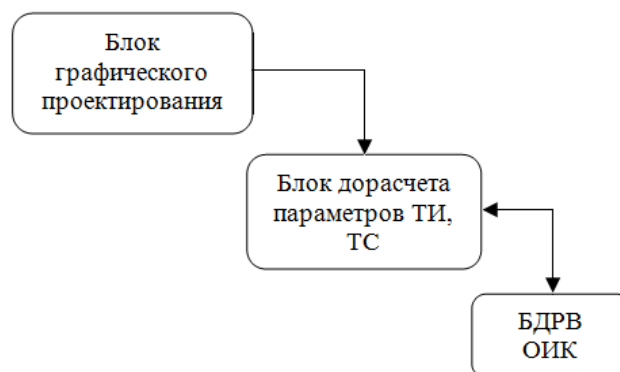 Блок
графического
проектирования
Блок дорасчета
параметров ТИ,
ТС
БДРВ
ОИК